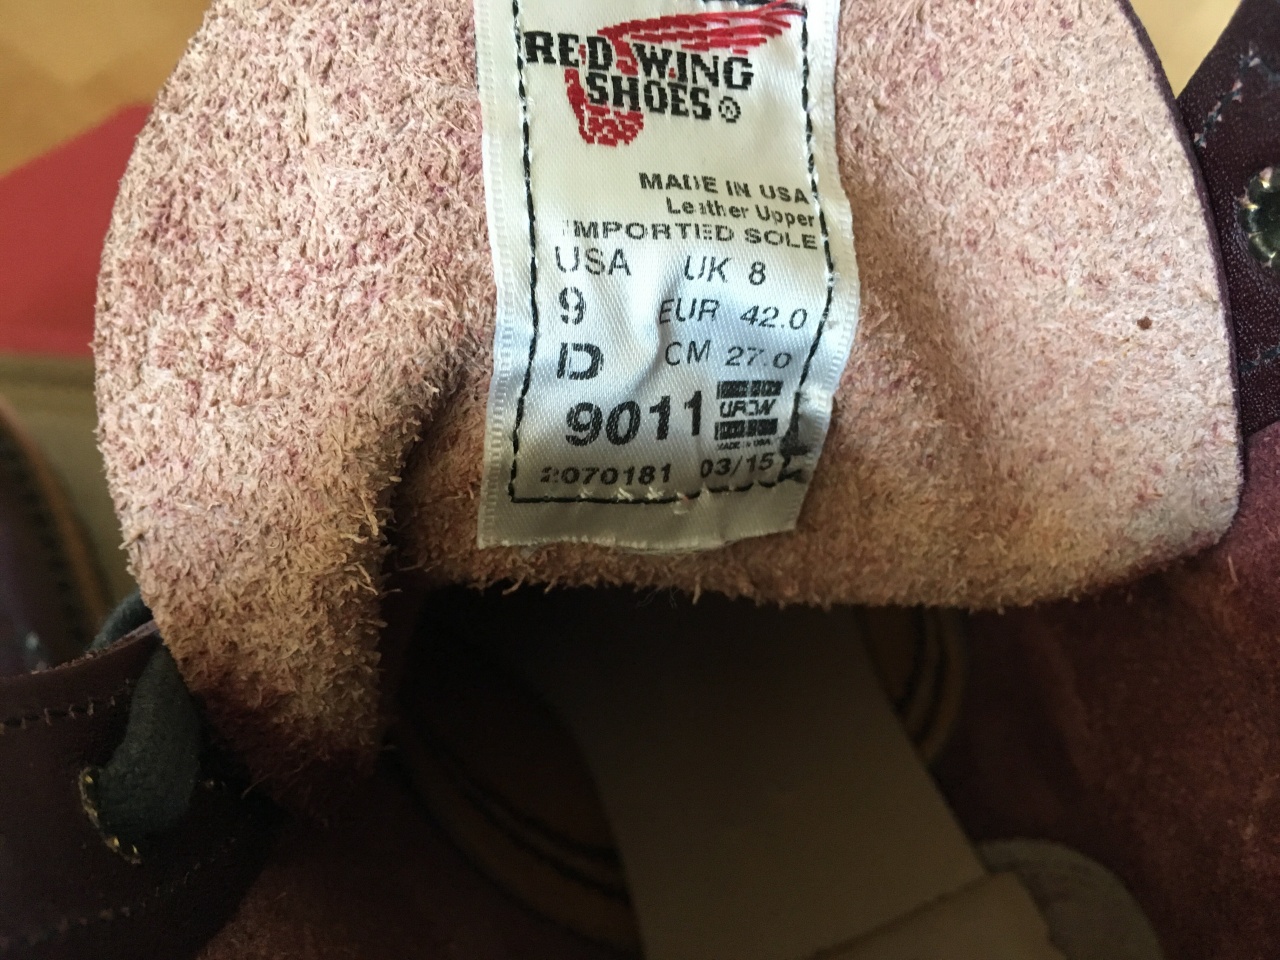 RED WING
SHOES®
MADE IN USA
Leather Upper
IMPORTED SOLE
USA UK 8
9 EUR 42.0
D CM 27.0
9011
UFCW
2070181 03/15